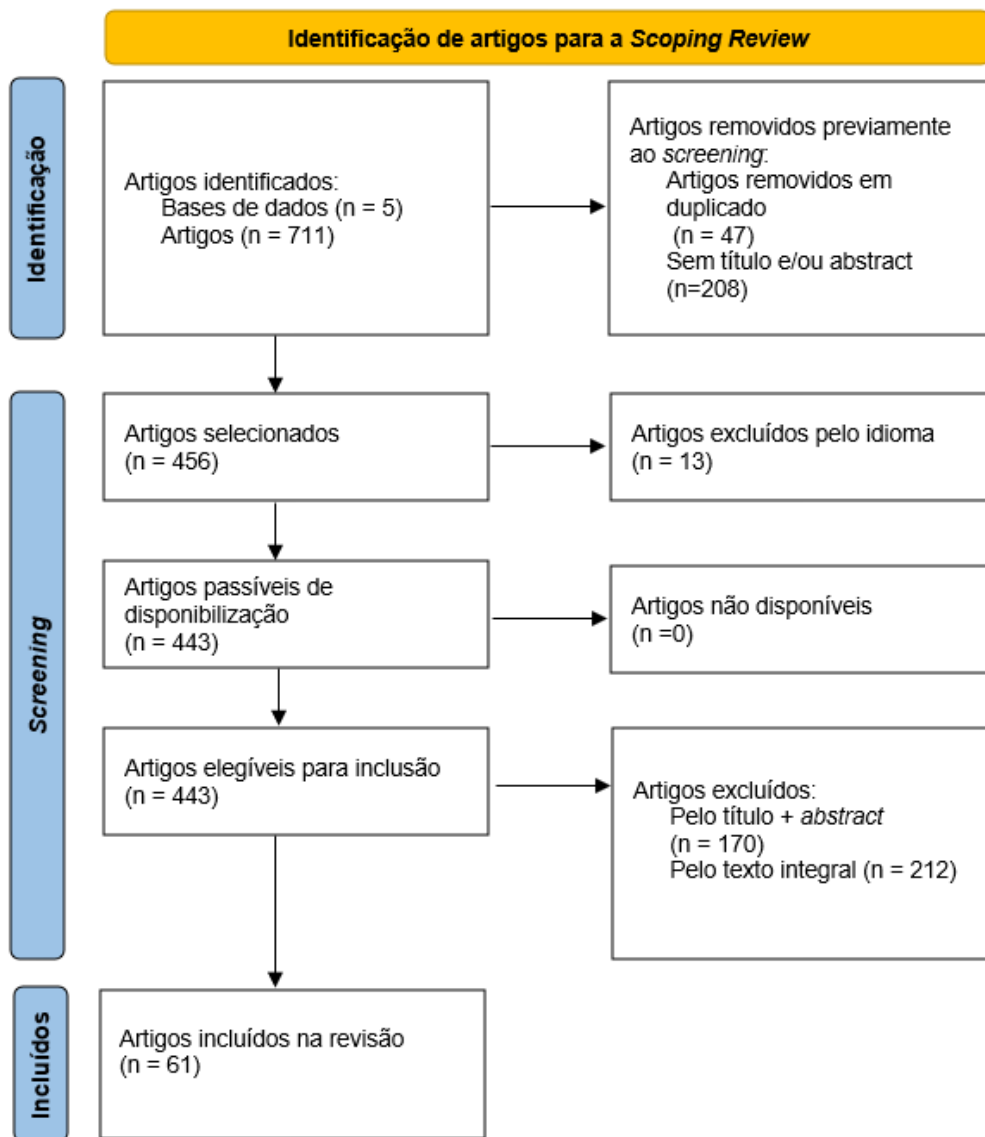 Identificação de artigos para a Scoping Review
Identificação
Artigos identificados:
Bases de dados (n = 5)
Artigos (n = 711)
Artigos removidos previamente
ao screening:
Artigos removidos em
duplicado
(n = 47)
Sem título e/ou abstract
(n=208)
Screening
Artigos selecionados
(n = 456)
Artigos excluídos pelo idioma
(n = 13)
Artigos passíveis de
disponibilização
(n = 443)
Artigos não disponíveis
(n =0)
Artigos elegíveis para inclusão
(n = 443)
Artigos excluídos:
Pelo título + abstract
(n = 170)
Pelo texto integral (n = 212)
Incluídos
Artigos incluídos na revisão
(n = 61)